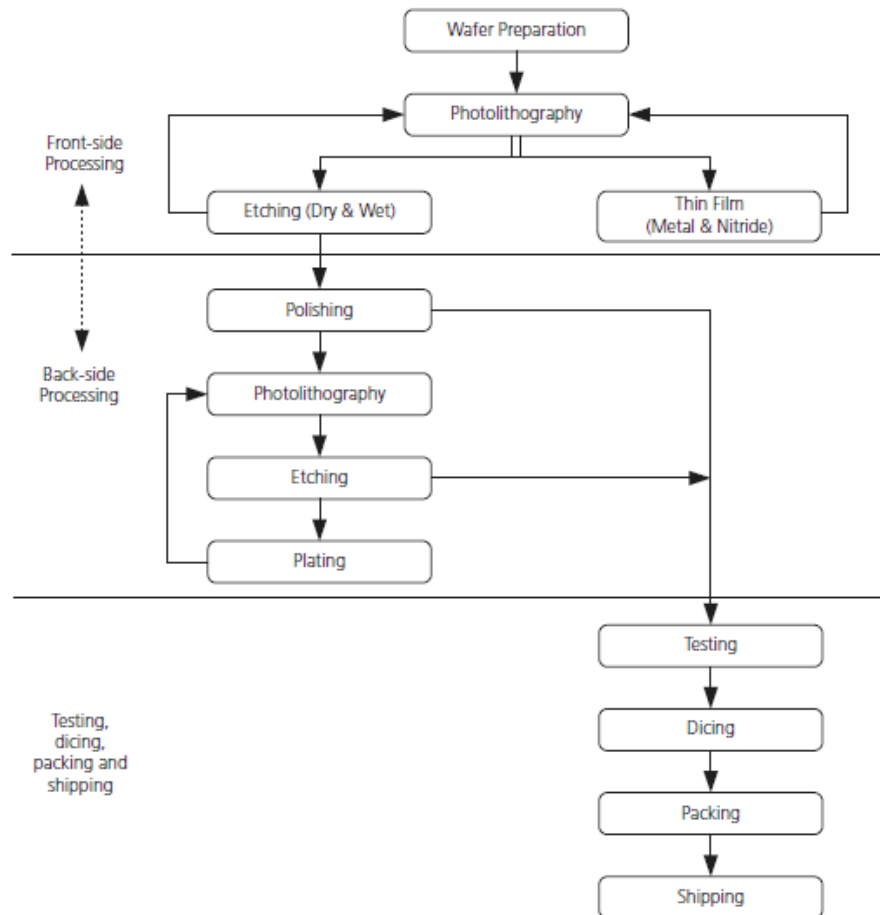 Wafer Preparation
Photolithography
Front-side
Processing
Etching (Dry & Wet)
Thin Film
(Metal & Nitride)
Polishing
Back-side
Processing
Photolithography
Etching
Plating
Testing
Testing,
dicing,
packing and
shipping
Dicing
Packing
Shipping